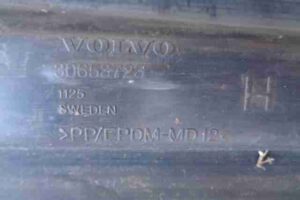 VOLVO
1125
SWEDEN
>PP/EPDM-MD12
H